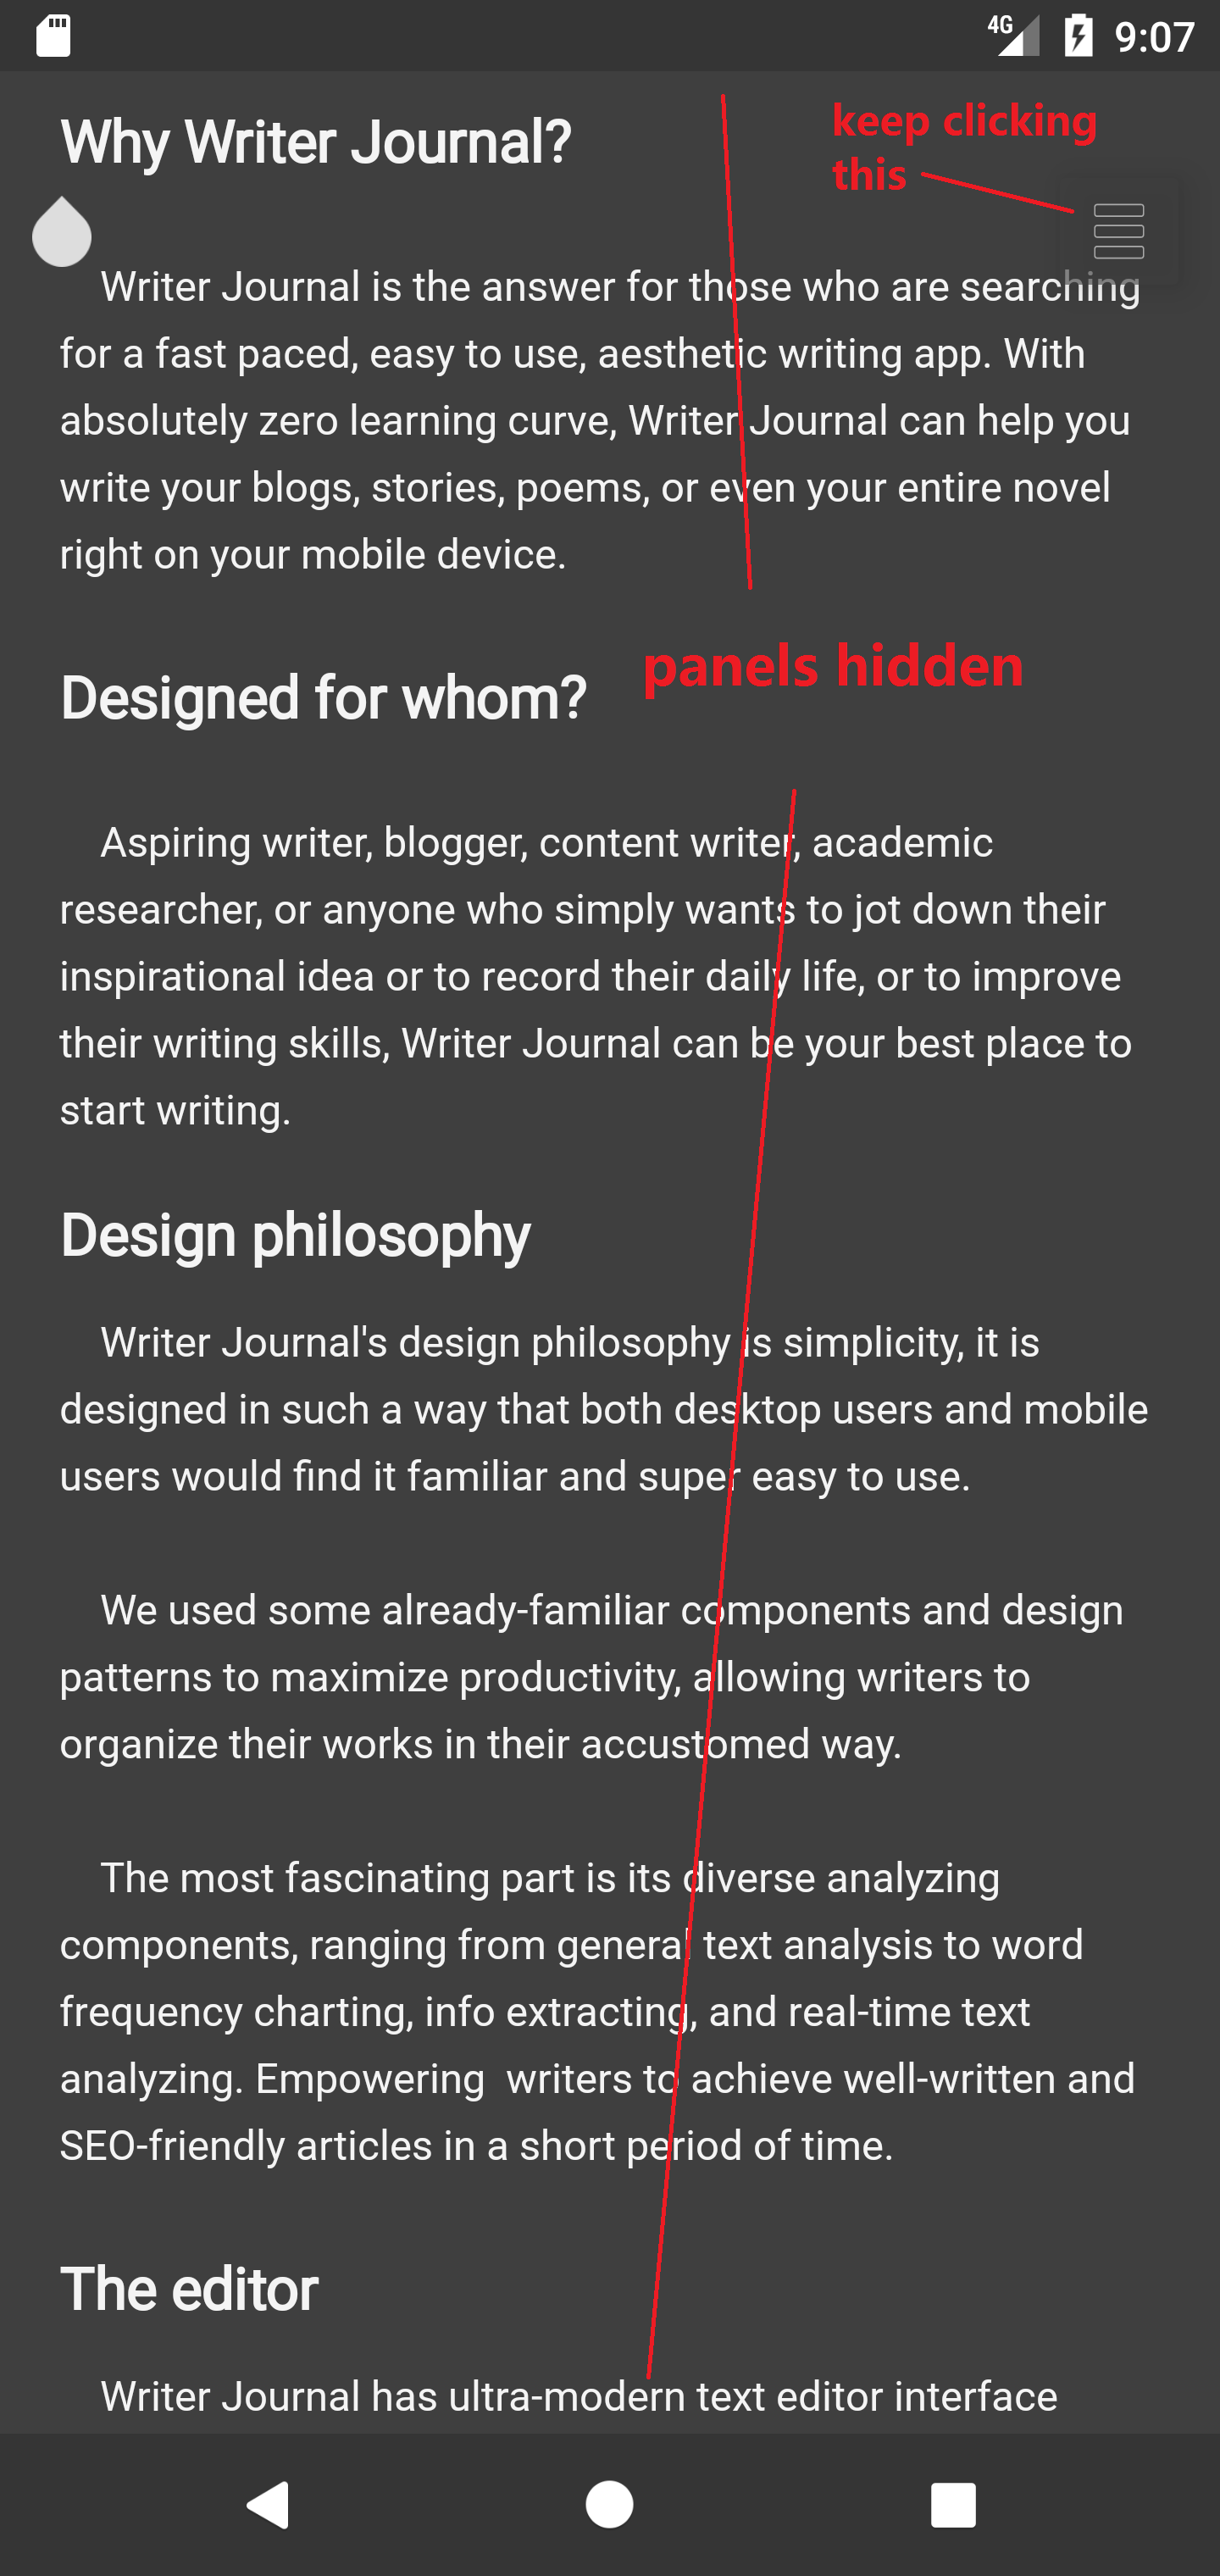 4G 9:07
Why Writer Journal?
keep clicking
this
Writer Journal is the answer for those who are searching
for a fast paced, easy to use, aesthetic writing app. With
absolutely zero learning curve, Writer Journal can help you
write your blogs, stories, poems, or even your entire novel
right on your mobile device.
panels hidden
Designed for whom?
Aspiring writer, blogger, content writer, academic
researcher, or anyone who simply wants to jot down their
inspirational idea or to record their daily life, or to improve
their writing skills, Writer Journal can be your best place to
start writing.
Design philosophy
Writer Journal's design philosophy is simplicity, it is
designed in such a way that both desktop users and mobile
users would find it familiar and super easy to use.
We used some already-familiar components and design
patterns to maximize productivity, allowing writers to
organize their works in their accustomed way.
The most fascinating part is its diverse analyzing
components, ranging from general text analysis to word
frequency charting, info extracting, and real-time text
analyzing. Empowering  writers to achieve well-written and
SEO-friendly articles in a short period of time.
The editor
Writer Journal has ultra-modern text editor interface